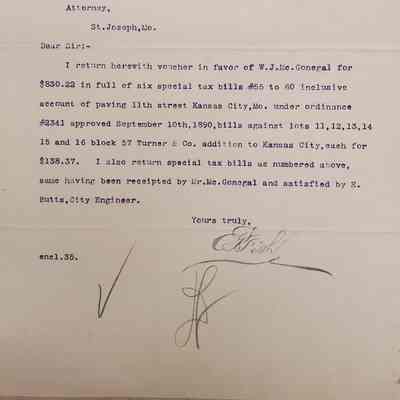 Attorney,
St.Joseph,Mo.
Dear Sir:-
I return herewith voucher in favor of W.J.Mc.Gonegal for
$830.22 in full of six special tax bills #55 to 60 inclusive
account of paving 11th street Kansas City,Mo. under ordinance
#2341 approved September 10th,1890,bills against lots 11,12,13,14
15 and 16 block 57 Turner & Co. addition to Kansas City,each for
$138.37. I also return special tax bills as numbered above,
same having been receipted by Mr.Mc.Gonegal and satisfied by E.
Butts,City Engineer.
Yours truly,
encl.35.